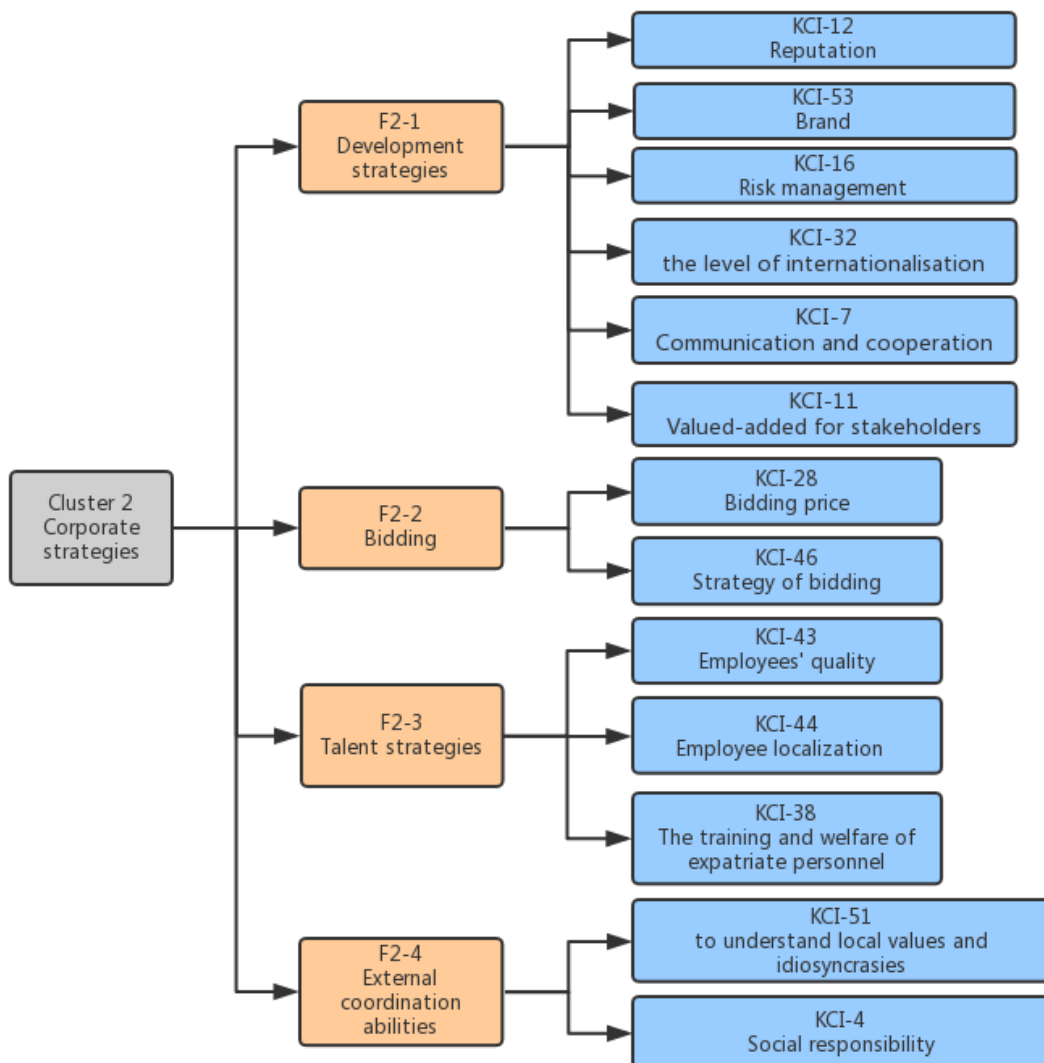 KCI-12
Reputation
KCI-53
Brand
F2-1
Development
strategies
KCI-16
Risk management
KCI-32
the level of internationalisation
KCI-7
Communication and cooperation
KCI-11
Valued-added for stakeholders
Cluster 2
Corporate
strategies
F2-2
Bidding
KCI-28
Bidding price
KCI-46
Strategy of bidding
F2-3
Talent strategies
KCI-43
Employees' quality
KCI-44
Employee localization
KCI-38
The training and welfare of
expatriate personnel
F2-4
External
coordination
abilities
KCI-51
to understand local values and
idiosyncrasies
KCI-4
Social responsibility